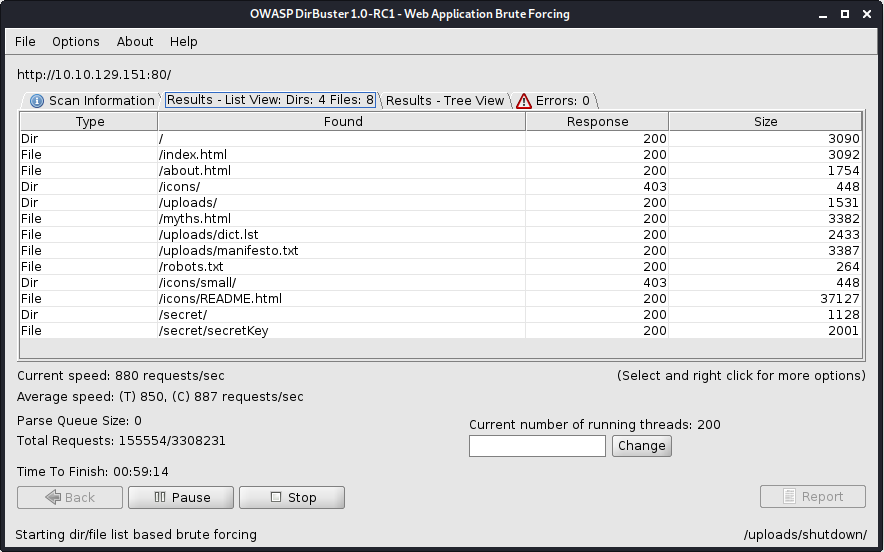 OWASP DirBuster 1.0-RC1 - Web Application Brute Forcing
File Options About Help
http://10.10.129.151:80/
Scan Information Results - List View: Dirs: 4 Files: 8 Results - Tree View Errors: 0
Type Found Response Size
Dir / 200 3090
File /index.html 200 3092
File /about.html 200 1754
Dir /icons/ 403 448
Dir /uploads/ 200 1531
File /myths.html 200 3382
File /uploads/dict.lst 200 2433
File /uploads/manifesto.txt 200 3387
File /robots.txt 200 264
Dir /icons/small/ 403 448
File /icons/README.html 200 37127
Dir /secret/ 200 1128
File /secret/secretKey 200 2001
Current speed: 880 requests/sec (Select and right click for more options)
Average speed: (T) 850, (C) 887 requests/sec
Parse Queue Size: 0 Current number of running threads: 200
Total Requests: 155554/3308231 Change
Time To Finish: 00:59:14
Back Pause Stop Report
Starting dir/file list based brute forcing /uploads/shutdown/